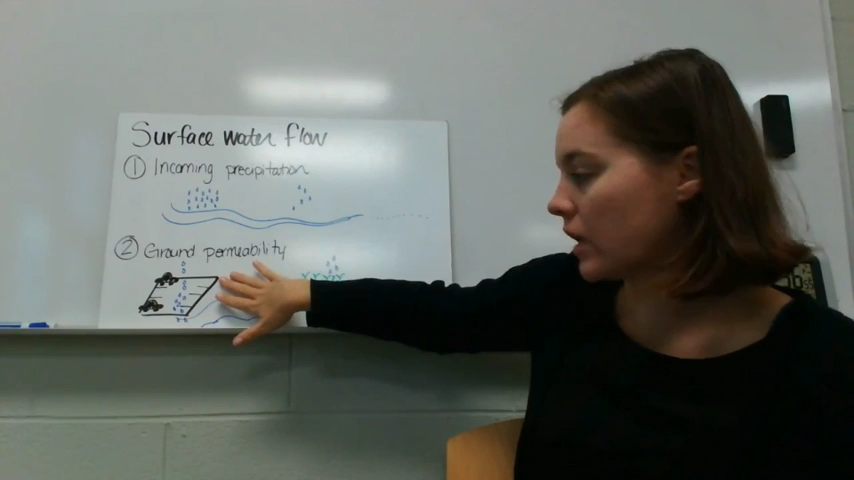 Surface water flow
① Incoming precipitation
② Ground permeability